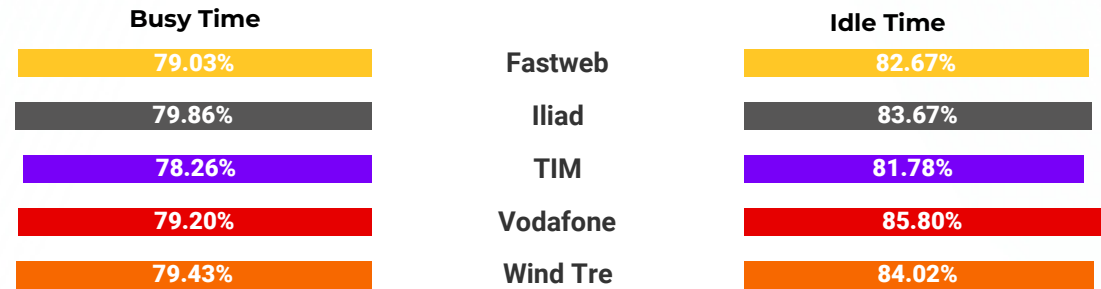 Busy Time
Idle Time
79.03% Fastweb 82.67%
79.86% Iliad 83.67%
78.26% TIM 81.78%
79.20% Vodafone 85.80%
79.43% Wind Tre 84.02%